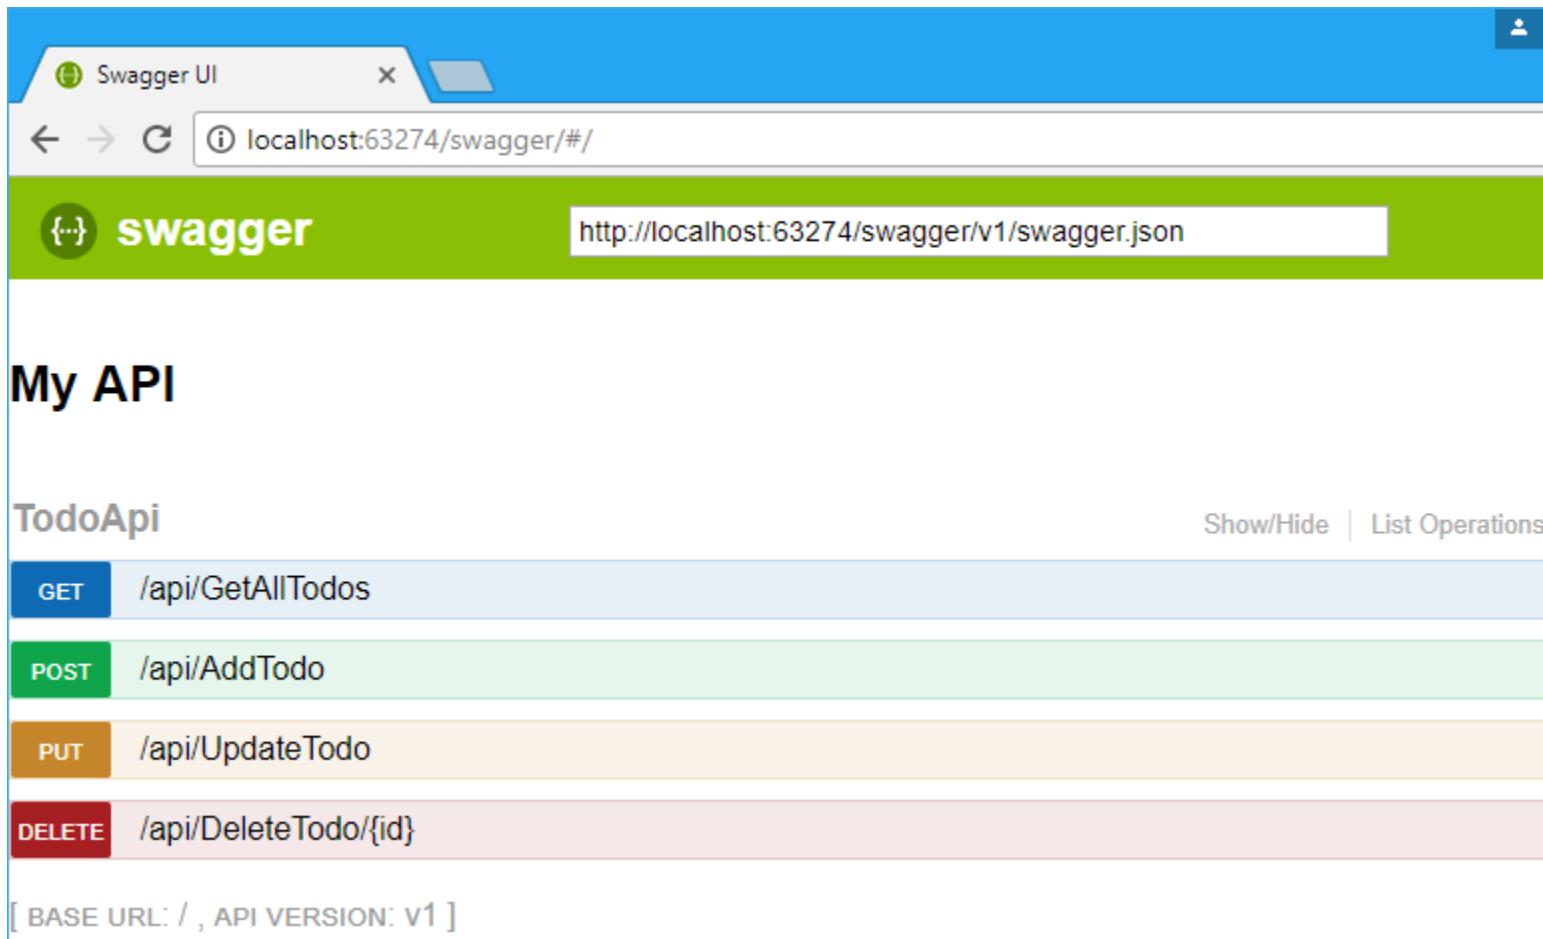 Swagger UI
localhost:63274/swagger/#/
{···} swagger http://localhost:63274/swagger/v1/swagger.json
My API
TodoApi Show/Hide List Operations
GET /api/GetAllTodos
POST /api/AddTodo
PUT /api/UpdateTodo
DELETE /api/DeleteTodo/{id}
[ BASE URL: / , API VERSION: V1 ]